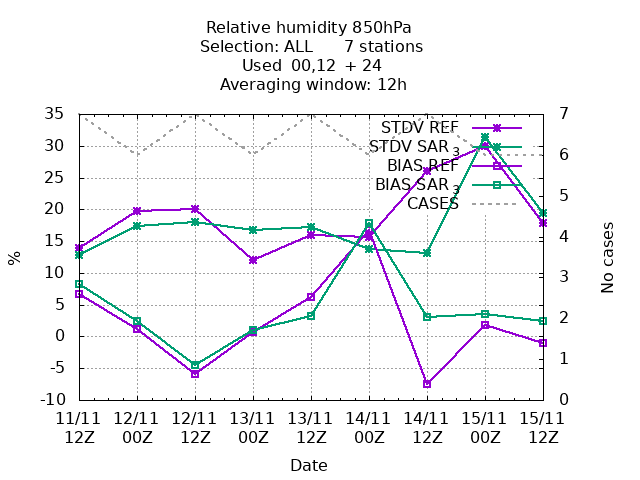 Relative humidity 850hPa
Selection: ALL      7 stations
Used  00,12  + 24
Averaging window: 12h
35
30
25
20
15
10
5
0
-5
-10
%
7
6
5
4
3
2
1
0
No cases
STDV REF
STDV SAR 3
BIAS REF
BIAS SAR 3
CASES
11/11 12/11 12/11 13/11 13/11 14/11 14/11 15/11 15/11
12Z 00Z 12Z 00Z 12Z 00Z 12Z 00Z 12Z
Date